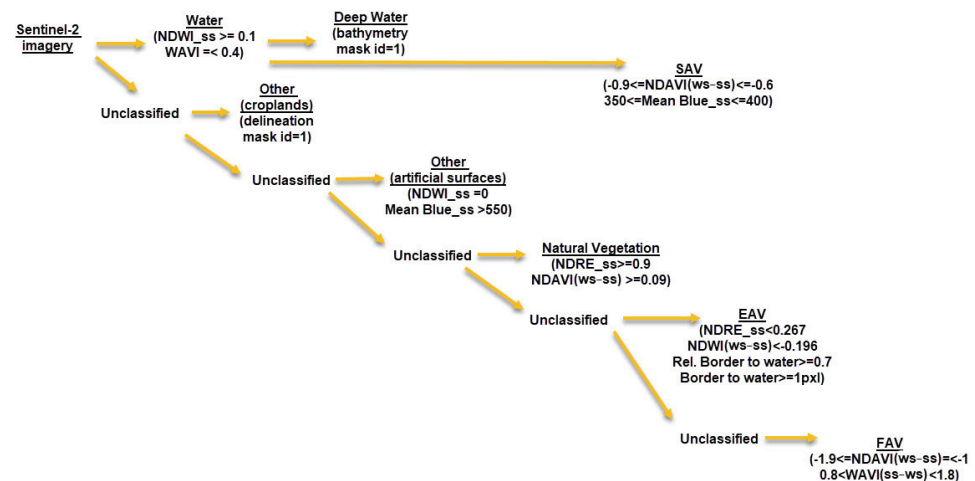 Sentinel-2
imagery
Water
(NDWI_ss >= 0.1
WAVI =< 0.4)
Deep Water
(bathymetry
mask id=1)
SAV
(-0.9<=NDAVI(ws-ss)<=-0.6
350<=Mean Blue_ss<=400)
Unclassified
Other
(croplands)
(delineation
mask id=1)
Unclassified
Other
(artificial surfaces)
(NDWI_ss =0
Mean Blue_ss >550)
Unclassified
Natural Vegetation
(NDRE_ss>=0.9
NDAVI(ws-ss) >=0.09)
Unclassified
EAV
(NDRE_ss<0.267
NDWI(ws-ss)<-0.196
Rel. Border to water>=0.7
Border to water>=1pxl)
Unclassified
FAV
(-1.9<=NDAVI(ws-ss)=<-1
0.8<WAVI(ss-ws)<1.8)